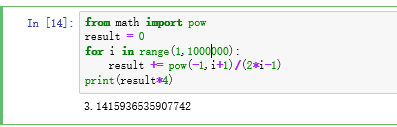 In [14]: from math import pow
result = 0
for i in range(1,1000000):
    result += pow(-1,i+1)/(2*i-1)
print(result*4)
3.1415936535907742